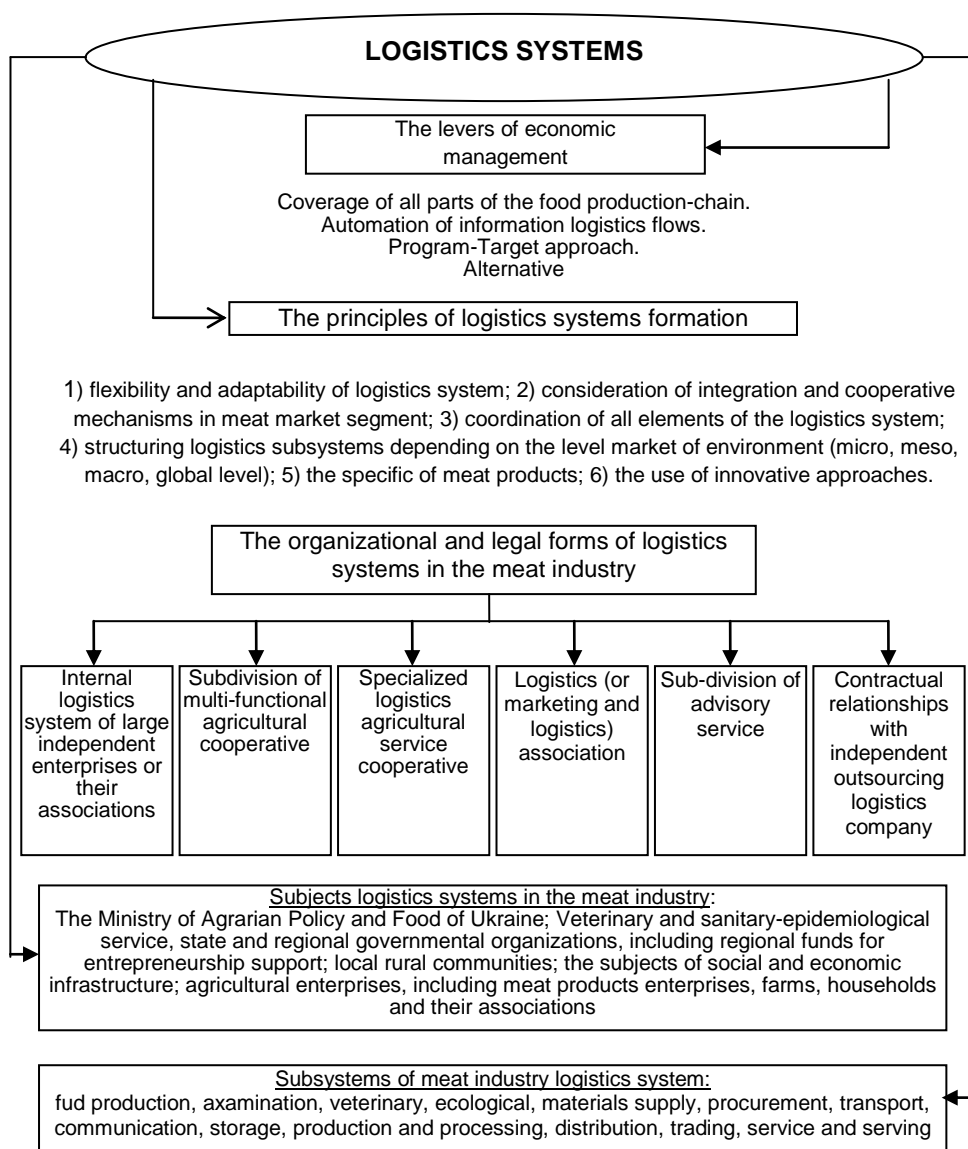 LOGISTICS SYSTEMS
The levers of economic
management
Coverage of all parts of the food production-chain.
Automation of information logistics flows.
Program-Target approach.
Alternative
The principles of logistics systems formation
1) flexibility and adaptability of logistics system; 2) consideration of integration and cooperative
mechanisms in meat market segment; 3) coordination of all elements of the logistics system;
4) structuring logistics subsystems depending on the level market of environment (micro, meso,
macro, global level); 5) the specific of meat products; 6) the use of innovative approaches.
The organizational and legal forms of logistics
systems in the meat industry
Internal
logistics
system of large
independent
enterprises or
their
associations
Subdivision of
multi-functional
agricultural
cooperative
Specialized
logistics
agricultural
service
cooperative
Logistics (or
marketing and
logistics)
association
Sub-division of
advisory
service
Contractual
relationships
with
independent
outsourcing
logistics
company
Subjects logistics systems in the meat industry:
The Ministry of Agrarian Policy and Food of Ukraine; Veterinary and sanitary-epidemiological
service, state and regional governmental organizations, including regional funds for
entrepreneurship support; local rural communities; the subjects of social and economic
infrastructure; agricultural enterprises, including meat products enterprises, farms, households
and their associations
Subsystems of meat industry logistics system:
fud production, axamination, veterinary, ecological, materials supply, procurement, transport,
communication, storage, production and processing, distribution, trading, service and serving